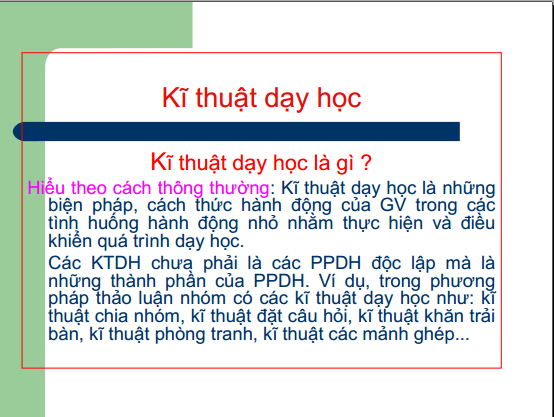 Kĩ thuật dạy học
Kĩ thuật dạy học là gì ?
Hiểu theo cách thông thường: Kĩ thuật dạy học là những
biện pháp, cách thức hành động của GV trong các
tình huống hành động nhỏ nhằm thực hiện và điều
khiển quá trình dạy học.
Các KTDH chưa phải là các PPDH độc lập mà là
những thành phần của PPDH. Ví dụ, trong phương
pháp thảo luận nhóm có các kĩ thuật dạy học như: kĩ
thuật chia nhóm, kĩ thuật đặt câu hỏi, kĩ thuật khăn trải
bàn, kĩ thuật phòng tranh, kĩ thuật các mảnh ghép...